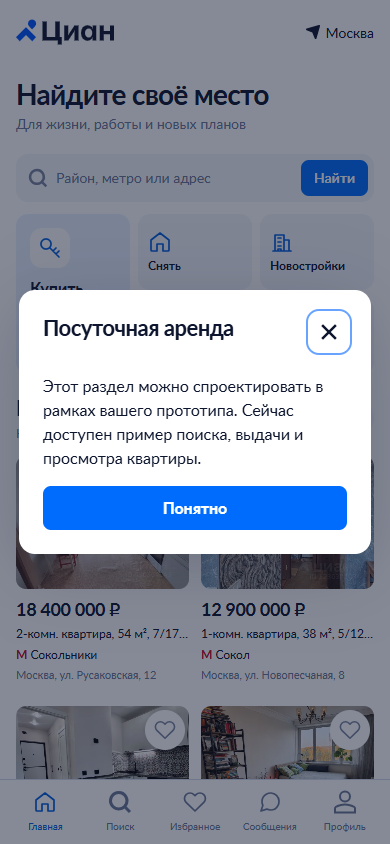 Циан
Москва
Найдите своё место
Для жизни, работы и новых планов
Район, метро или адрес
Найти
Снять
Новостройки
Купить
Посуточная аренда
Этот раздел можно спроектировать в
рамках вашего прототипа. Сейчас
доступен пример поиска, выдачи и
просмотра квартиры.
Понятно
18 400 000 ₽
12 900 000 ₽
2-комн. квартира, 54 м², 7/17...
1-комн. квартира, 38 м², 5/12...
М Сокольники
М Сокол
Москва, ул. Русаковская, 12
Москва, ул. Новопесчаная, 8
Главная
Поиск
Избранное
Сообщения
Профиль